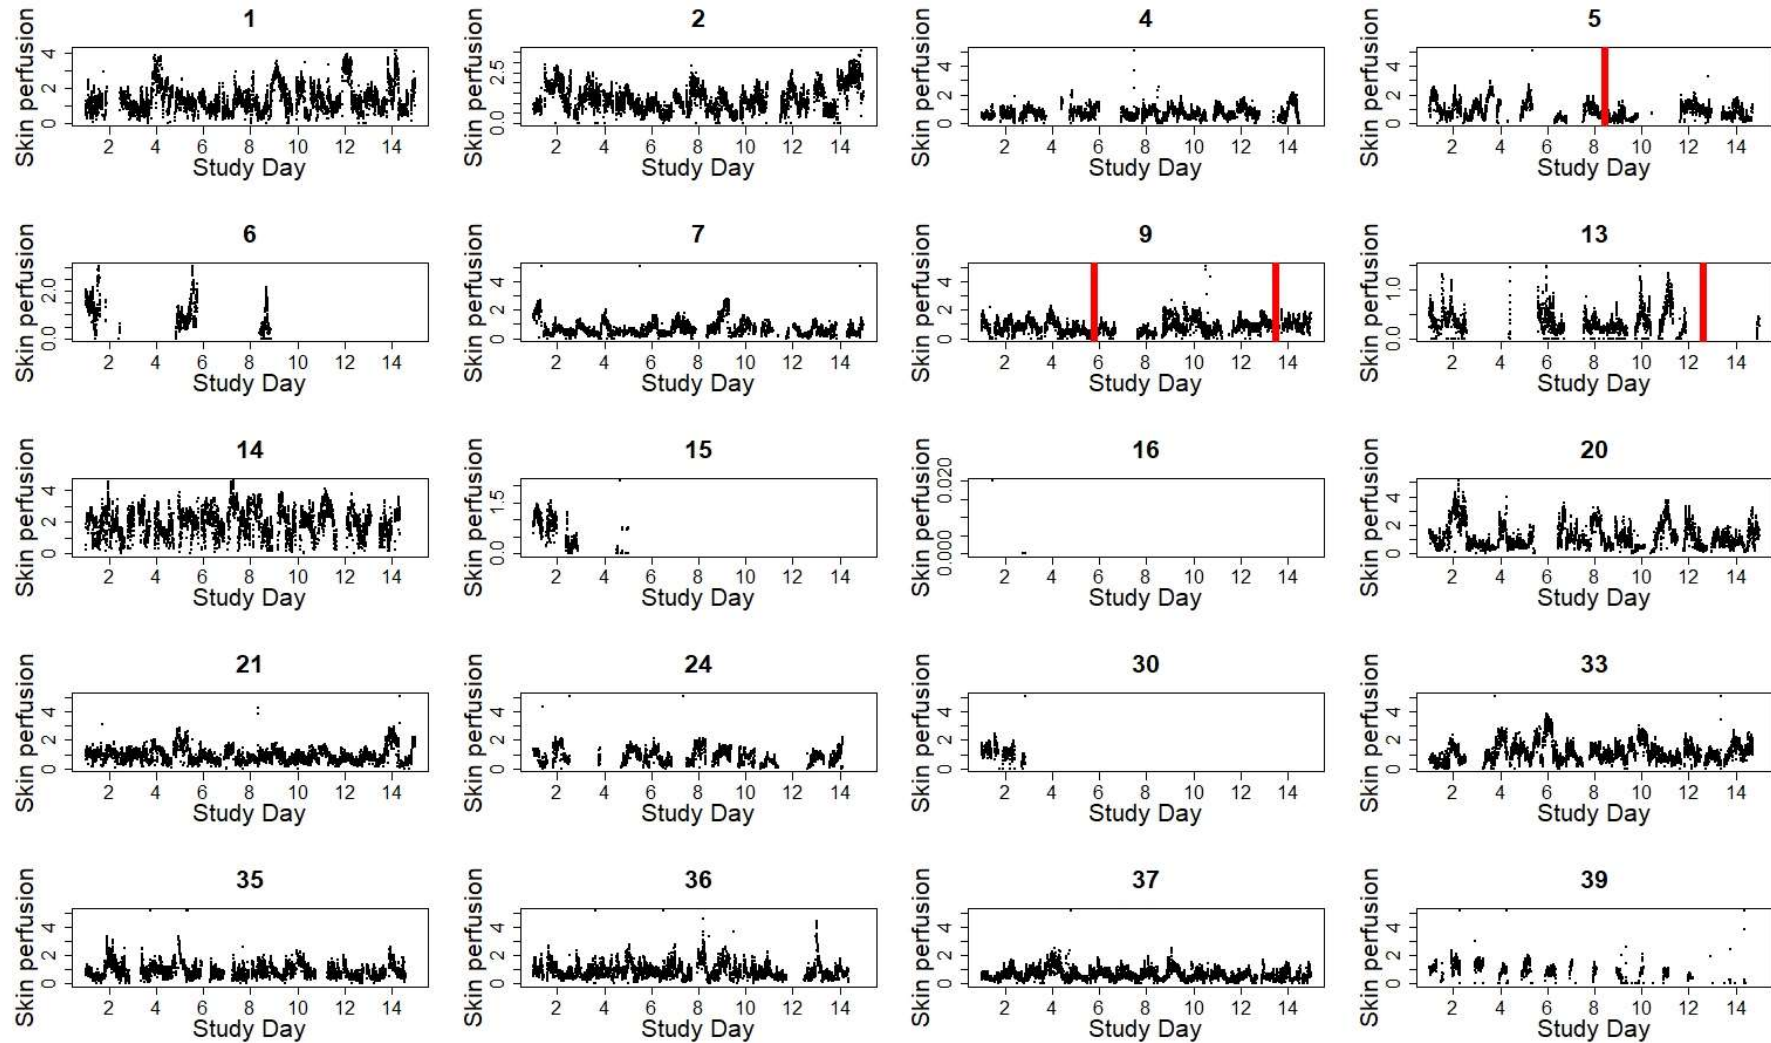 1 2 4 5
Skin perfusion Skin perfusion Skin perfusion Skin perfusion
4 2.5 4 4
2 2 2
0 0.0 0 0
2 4 6 8 10 12 14 2 4 6 8 10 12 14 2 4 6 8 10 12 14 2 4 6 8 10 12 14
Study Day Study Day Study Day Study Day
6 7 9 13
Skin perfusion Skin perfusion Skin perfusion Skin perfusion
2.0 4 4 1.0
2 2
0.0 0 0 0.0
2 4 6 8 10 12 14 2 4 6 8 10 12 14 2 4 6 8 10 12 14 2 4 6 8 10 12 14
Study Day Study Day Study Day Study Day
14 15 16 20
Skin perfusion Skin perfusion Skin perfusion Skin perfusion
4 1.5 0.020 4
2 2
0 0.0 0.000 0
2 4 6 8 10 12 14 2 4 6 8 10 12 14 2 4 6 8 10 12 14 2 4 6 8 10 12 14
Study Day Study Day Study Day Study Day
21 24 30 33
Skin perfusion Skin perfusion Skin perfusion Skin perfusion
4 4 4 4
2 2 2 2
0 0 0 0
2 4 6 8 10 12 14 2 4 6 8 10 12 14 2 4 6 8 10 12 14 2 4 6 8 10 12 14
Study Day Study Day Study Day Study Day
35 36 37 39
Skin perfusion Skin perfusion Skin perfusion Skin perfusion
4 4 4 4
2 2 2 2
0 0 0 0
2 4 6 8 10 12 14 2 4 6 8 10 12 14 2 4 6 8 10 12 14 2 4 6 8 10 12 14
Study Day Study Day Study Day Study Day